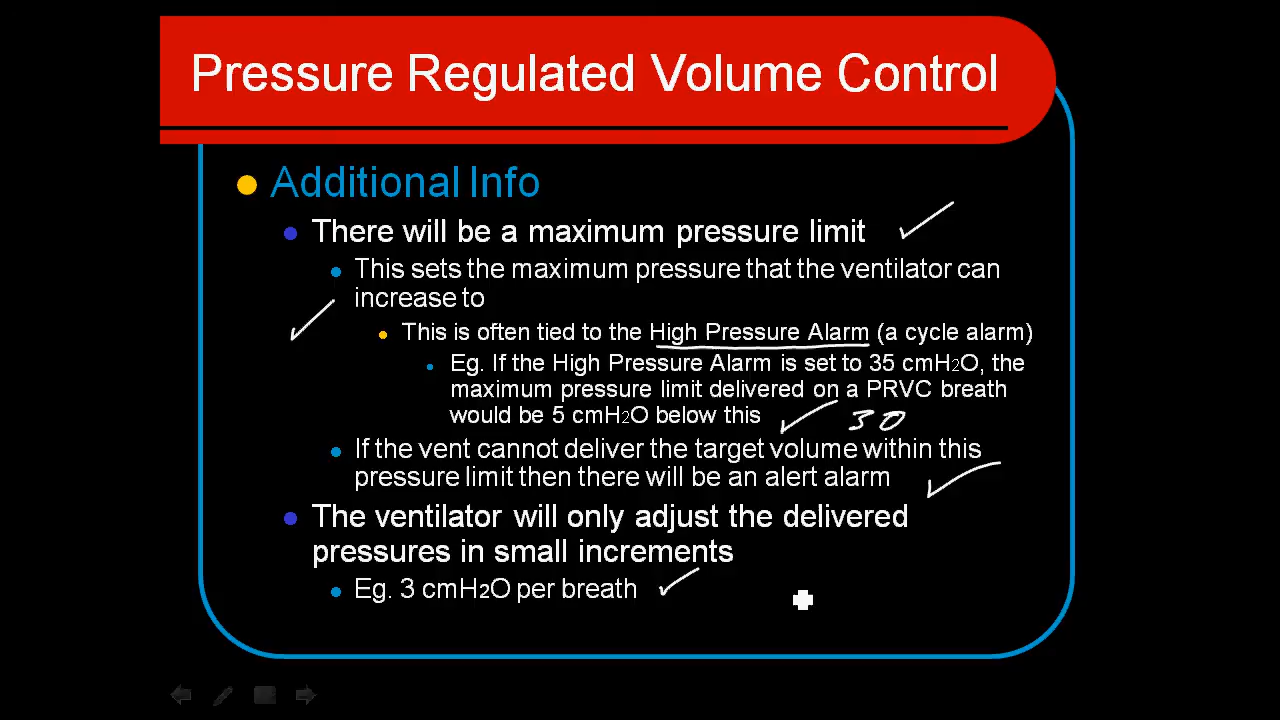 Pressure Regulated Volume Control
Additional Info
There will be a maximum pressure limit
This sets the maximum pressure that the ventilator can
increase to
This is often tied to the High Pressure Alarm (a cycle alarm)
Eg. If the High Pressure Alarm is set to 35 cmH2O, the
maximum pressure limit delivered on a PRVC breath
would be 5 cmH2O below this 30
If the vent cannot deliver the target volume within this
pressure limit then there will be an alert alarm
The ventilator will only adjust the delivered
pressures in small increments
Eg. 3 cmH2O per breath